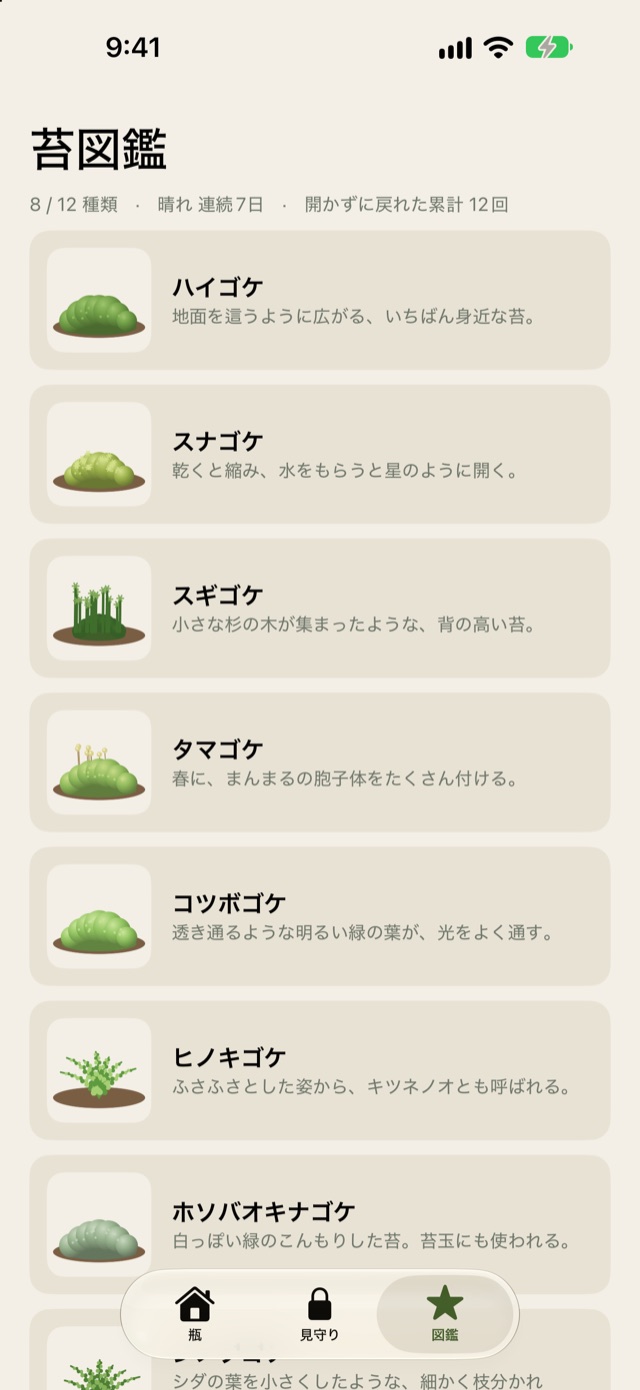 9:41
苔図鑑
8 / 12 種類 · 晴れ 連続7日 · 開かずに戻れた累計 12回
ハイゴケ
地面を這うように広がる、いちばん身近な苔。
スナゴケ
乾くと縮み、水をもらうと星のように開く。
スギゴケ
小さな杉の木が集まったような、背の高い苔。
タマゴケ
春に、まんまるの胞子体をたくさん付ける。
コツボゴケ
透き通るような明るい緑の葉が、光をよく通す。
ヒノキゴケ
ふさふさとした姿から、キツネノオとも呼ばれる。
ホソバオキナゴケ
白っぽい緑のこんもりした苔。苔玉にも使われる。
シダの葉を小さくしたような、細かく枝分かれ
瓶
見守り
図鑑